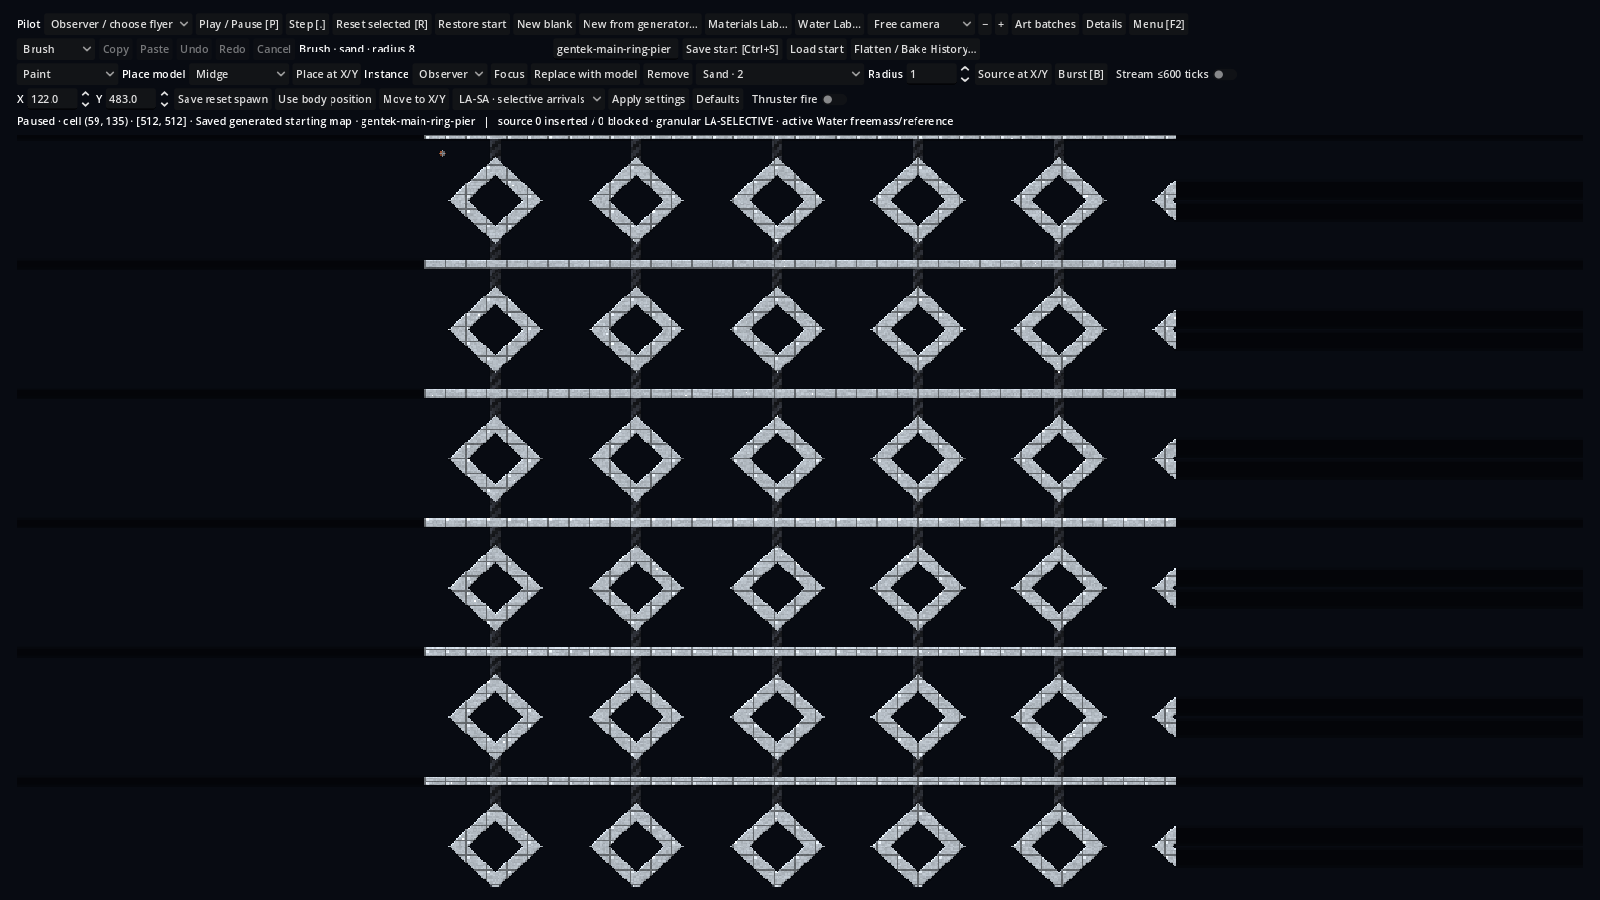 Pilot Observer / choose flyer Play / Pause [P] Step [.] Reset selected [R] Restore start New blank New from generator... Materials Lab... Water Lab... Free camera − + Art batches Details Menu [F2]
Brush Copy Paste Undo Redo Cancel Brush · sand · radius 8 gentek-main-ring-pier Save start [Ctrl+S] Load start Flatten / Bake History...
Paint Place model Midge Place at X/Y Instance Observer Focus Replace with model Remove Sand · 2 Radius 1 Source at X/Y Burst [B] Stream ≤600 ticks
X 122.0 Y 483.0 Save reset spawn Use body position Move to X/Y LA-SA · selective arrivals Apply settings Defaults Thruster fire
Paused · cell (59, 135) · [512, 512] · Saved generated starting map · gentek-main-ring-pier | source 0 inserted / 0 blocked · granular LA-SELECTIVE · active Water freemass/reference